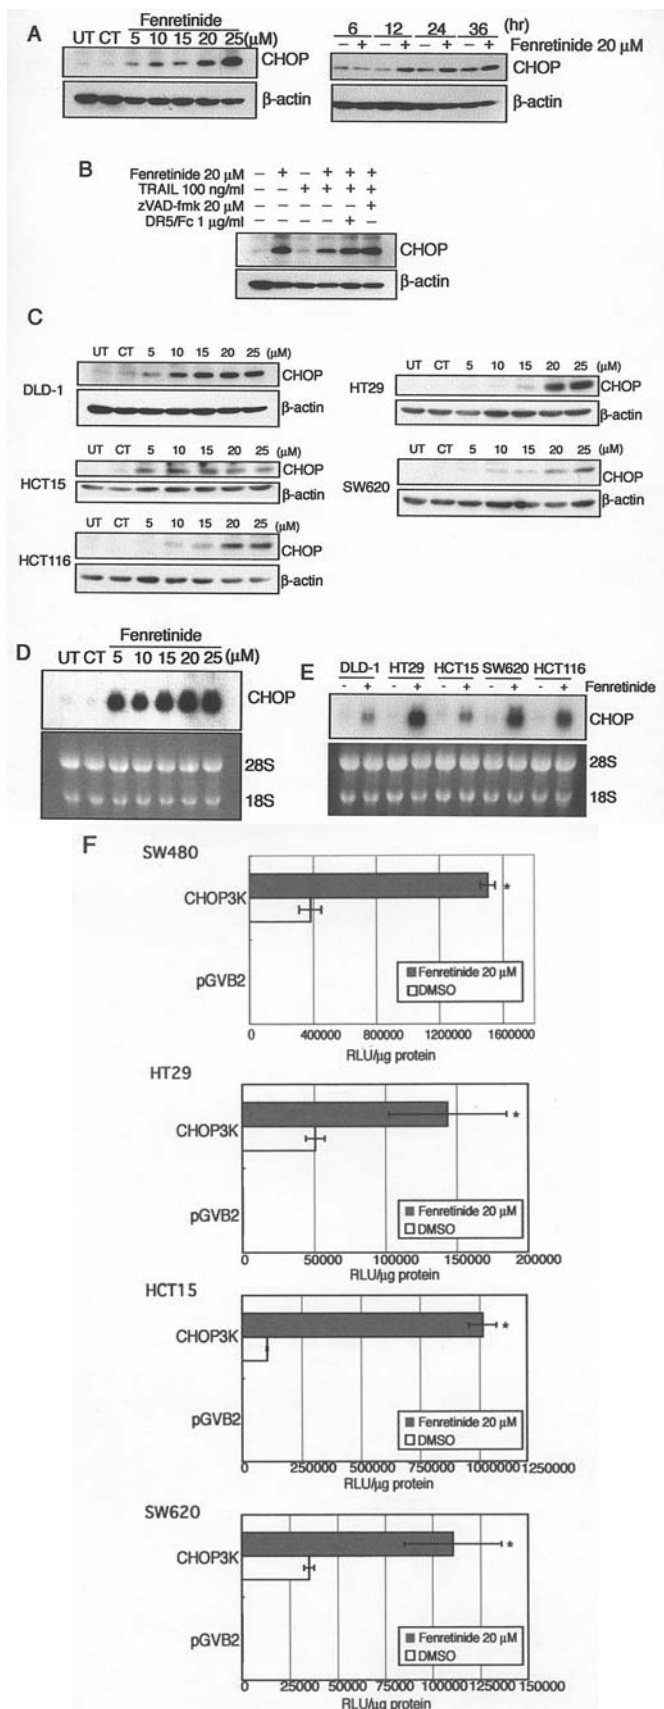 A
Fenretinide
UT CT 5 10 15 20 25 (μM)
CHOP
β-actin
6 12 24 36 (hr)
– + – + – + – + Fenretinide 20 μM
CHOP
β-actin
B
Fenretinide 20 μM – + – + + +
TRAIL 100 ng/ml – – + + + +
zVAD-fmk 20 μM – – – – – +
DR5/Fc 1 μg/ml – – – – + –
CHOP
β-actin
C
UT CT 5 10 15 20 25 (μM)
DLD-1
CHOP
β-actin
UT CT 5 10 15 20 25 (μM)
HCT15
CHOP
β-actin
UT CT 5 10 15 20 25 (μM)
HCT116
CHOP
β-actin
UT CT 5 10 15 20 25 (μM)
HT29
CHOP
β-actin
UT CT 5 10 15 20 25 (μM)
SW620
CHOP
β-actin
D
Fenretinide
UT CT 5 10 15 20 25 (μM)
CHOP
28S
18S
E
DLD-1 HT29 HCT15 SW620 HCT116
- + - + - + - + - + Fenretinide
CHOP
28S
18S
F
SW480
CHOP3K
*
pGVB2
Fenretinide 20 μM
DMSO
0 400000 800000 1200000 1600000
RLU/μg protein
HT29
CHOP3K
*
pGVB2
Fenretinide 20 μM
DMSO
0 50000 100000 150000 200000
RLU/μg protein
HCT15
CHOP3K
*
pGVB2
Fenretinide 20 μM
DMSO
250000 500000 750000 1000000 1250000
RLU/μg protein
SW620
CHOP3K
*
pGVB2
Fenretinide 20 μM
DMSO
0 25000 50000 75000 100000 125000 150000
RLU/μg protein